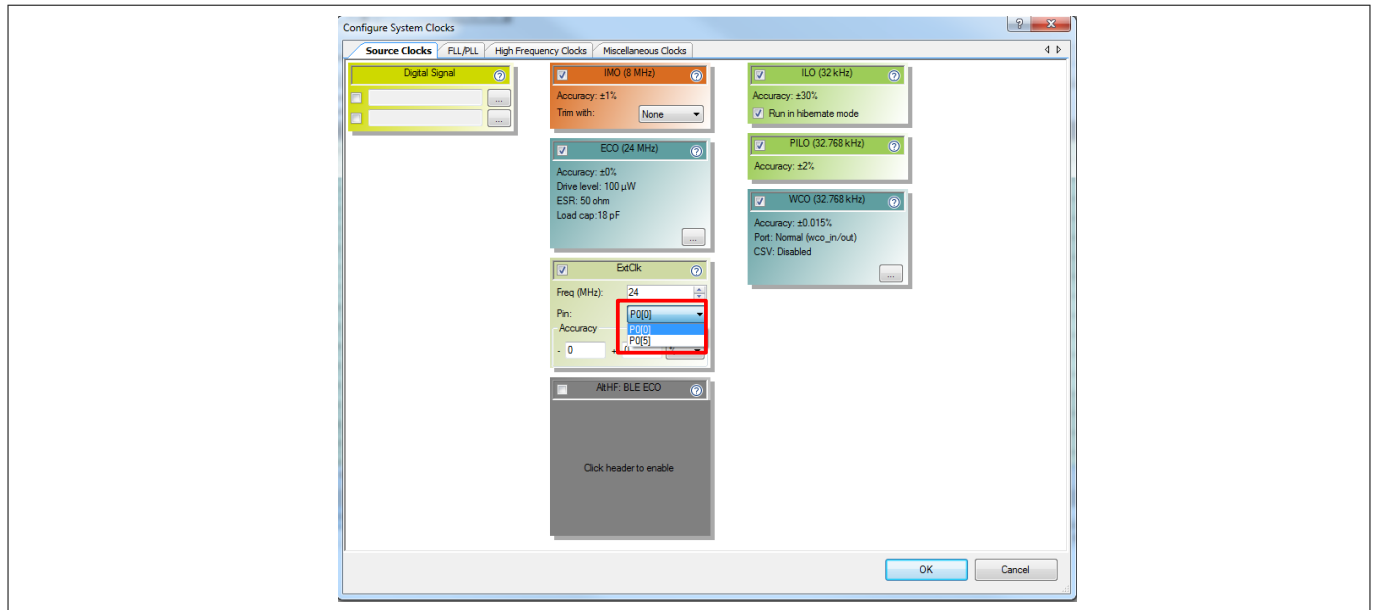 Configure System Clocks
Source Clocks FLL/PLL High Frequency Clocks Miscellaneous Clocks
Digital Signal
...
...
IMO (8 MHz)
Accuracy: ±1%
Trim with: None
ECO (24 MHz)
Accuracy: ±0%
Drive level: 100 µW
ESR: 50 ohm
Load cap:18 pF
...
ExtClk
Freq (MHz): 24
Pin: P0[0]
P0[0]
P0[5]
Accuracy
- 0 +
AltHF: BLE ECO
Click header to enable
ILO (32 kHz)
Accuracy: ±30%
Run in hibernate mode
PILO (32.768 kHz)
Accuracy: ±2%
WCO (32.768 kHz)
Accuracy: ±0.015%
Port: Normal (wco_in/out)
CSV: Disabled
...
OK Cancel